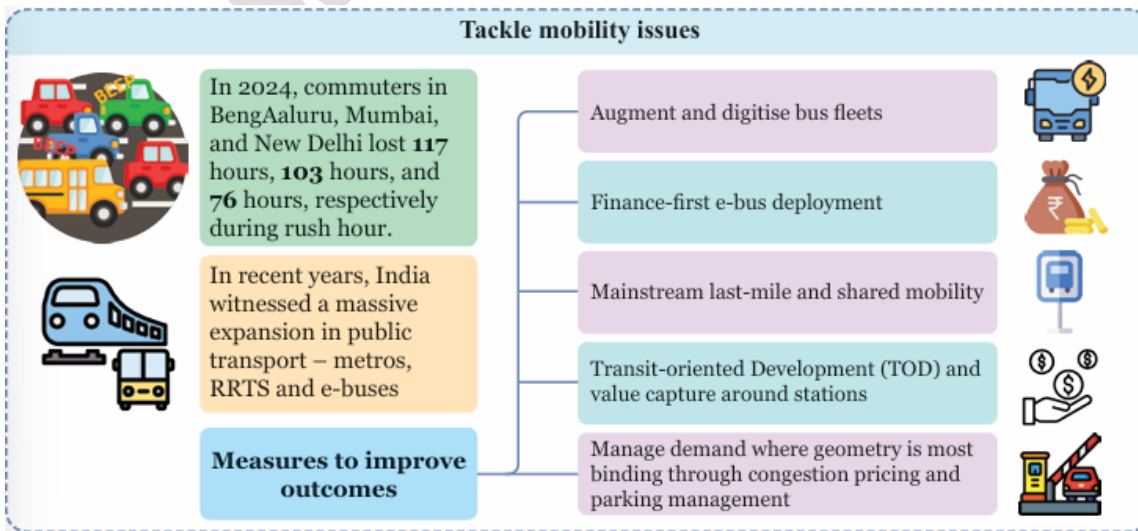 Tackle mobility issues
BEEP
BEEP
In 2024, commuters in
BengAaluru, Mumbai,
and New Delhi lost 117
hours, 103 hours, and
76 hours, respectively
during rush hour.
In recent years, India
witnessed a massive
expansion in public
transport – metros,
RRTS and e-buses
Measures to improve
outcomes
Augment and digitise bus fleets
Finance-first e-bus deployment
₹
Mainstream last-mile and shared mobility
Transit-oriented Development (TOD) and
value capture around stations
$ $
$
Manage demand where geometry is most
binding through congestion pricing and
parking management